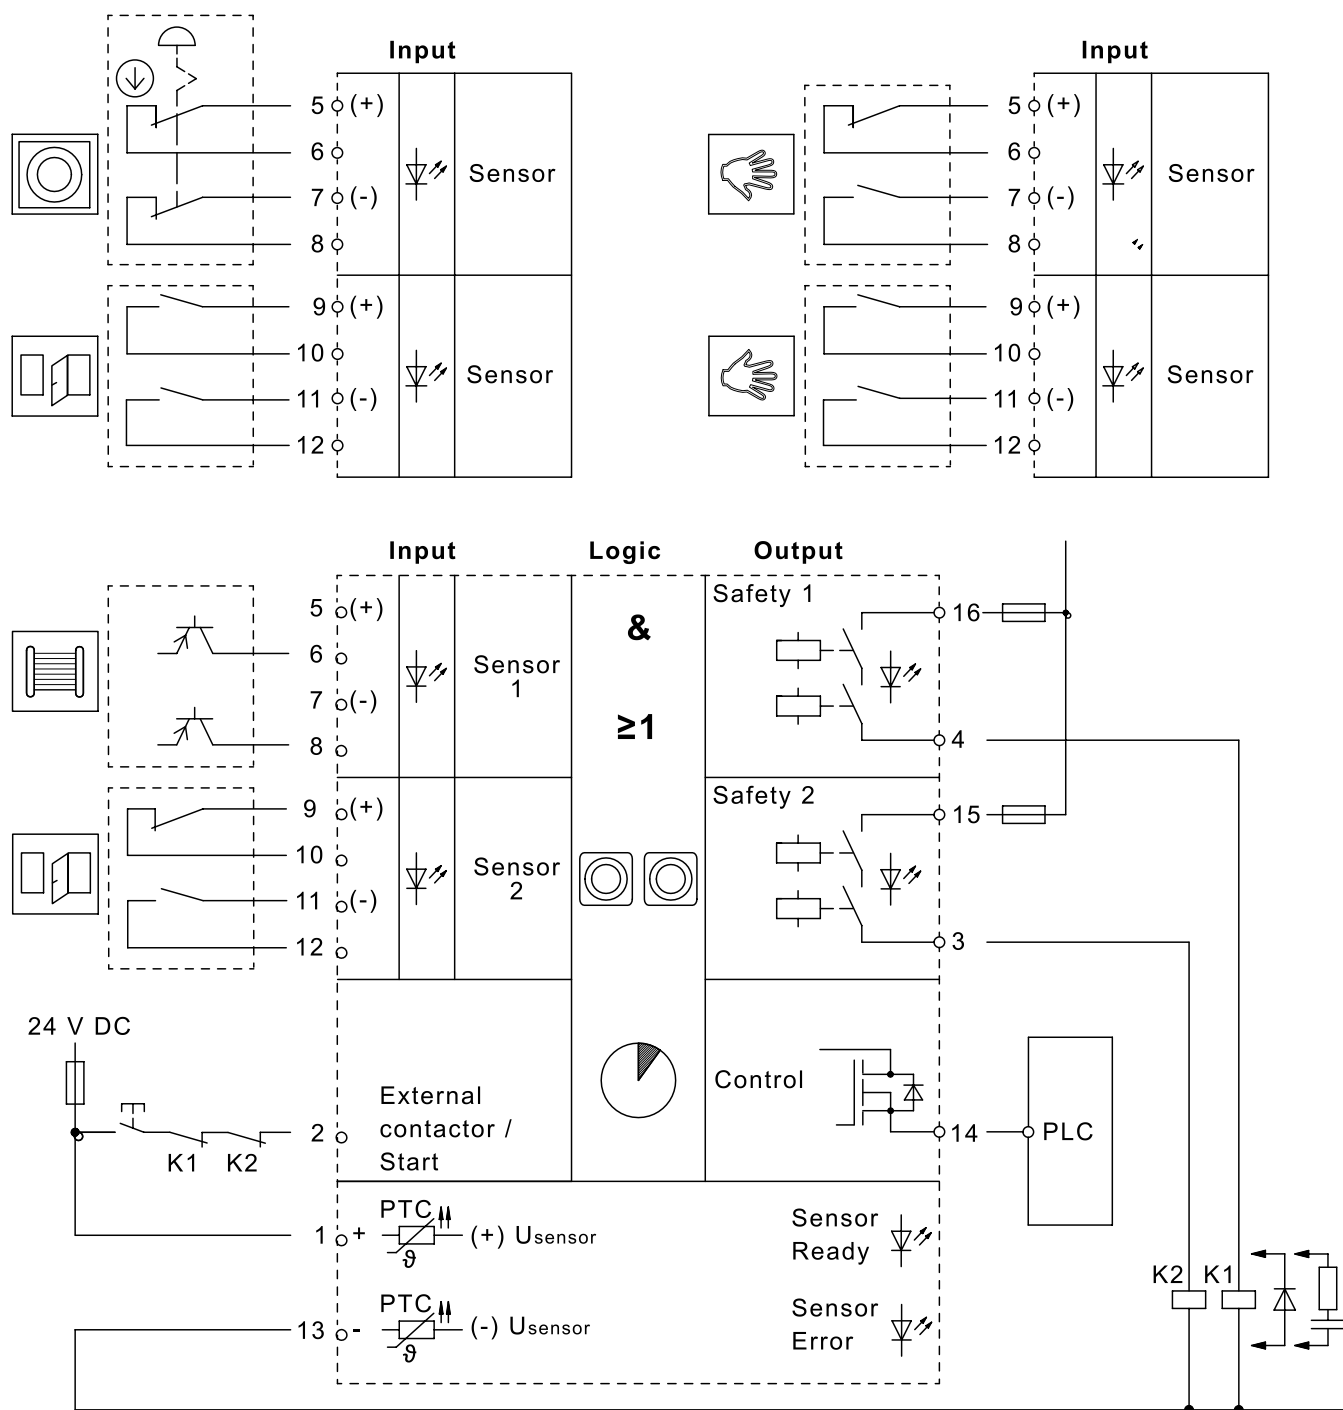 Input
5 (+)
6
Sensor
7 (-)
8
9 (+)
10
Sensor
11 (-)
12
Input
5 (+)
6
Sensor
7 (-)
8
9 (+)
10
Sensor
11 (-)
12
Input Logic Output
5 (+)
6
7 (-)
8
Sensor
1
&
≥1
Safety 1
16
4
9 (+)
10
11 (-)
12
Sensor
2
Safety 2
15
3
24 V DC
K1 K2
2
External
contactor /
Start
Control
14
PLC
1 +
PTC
ϑ
(+) Usensor
Sensor
Ready
13 -
PTC
ϑ
(-) Usensor
Sensor
Error
K2 K1